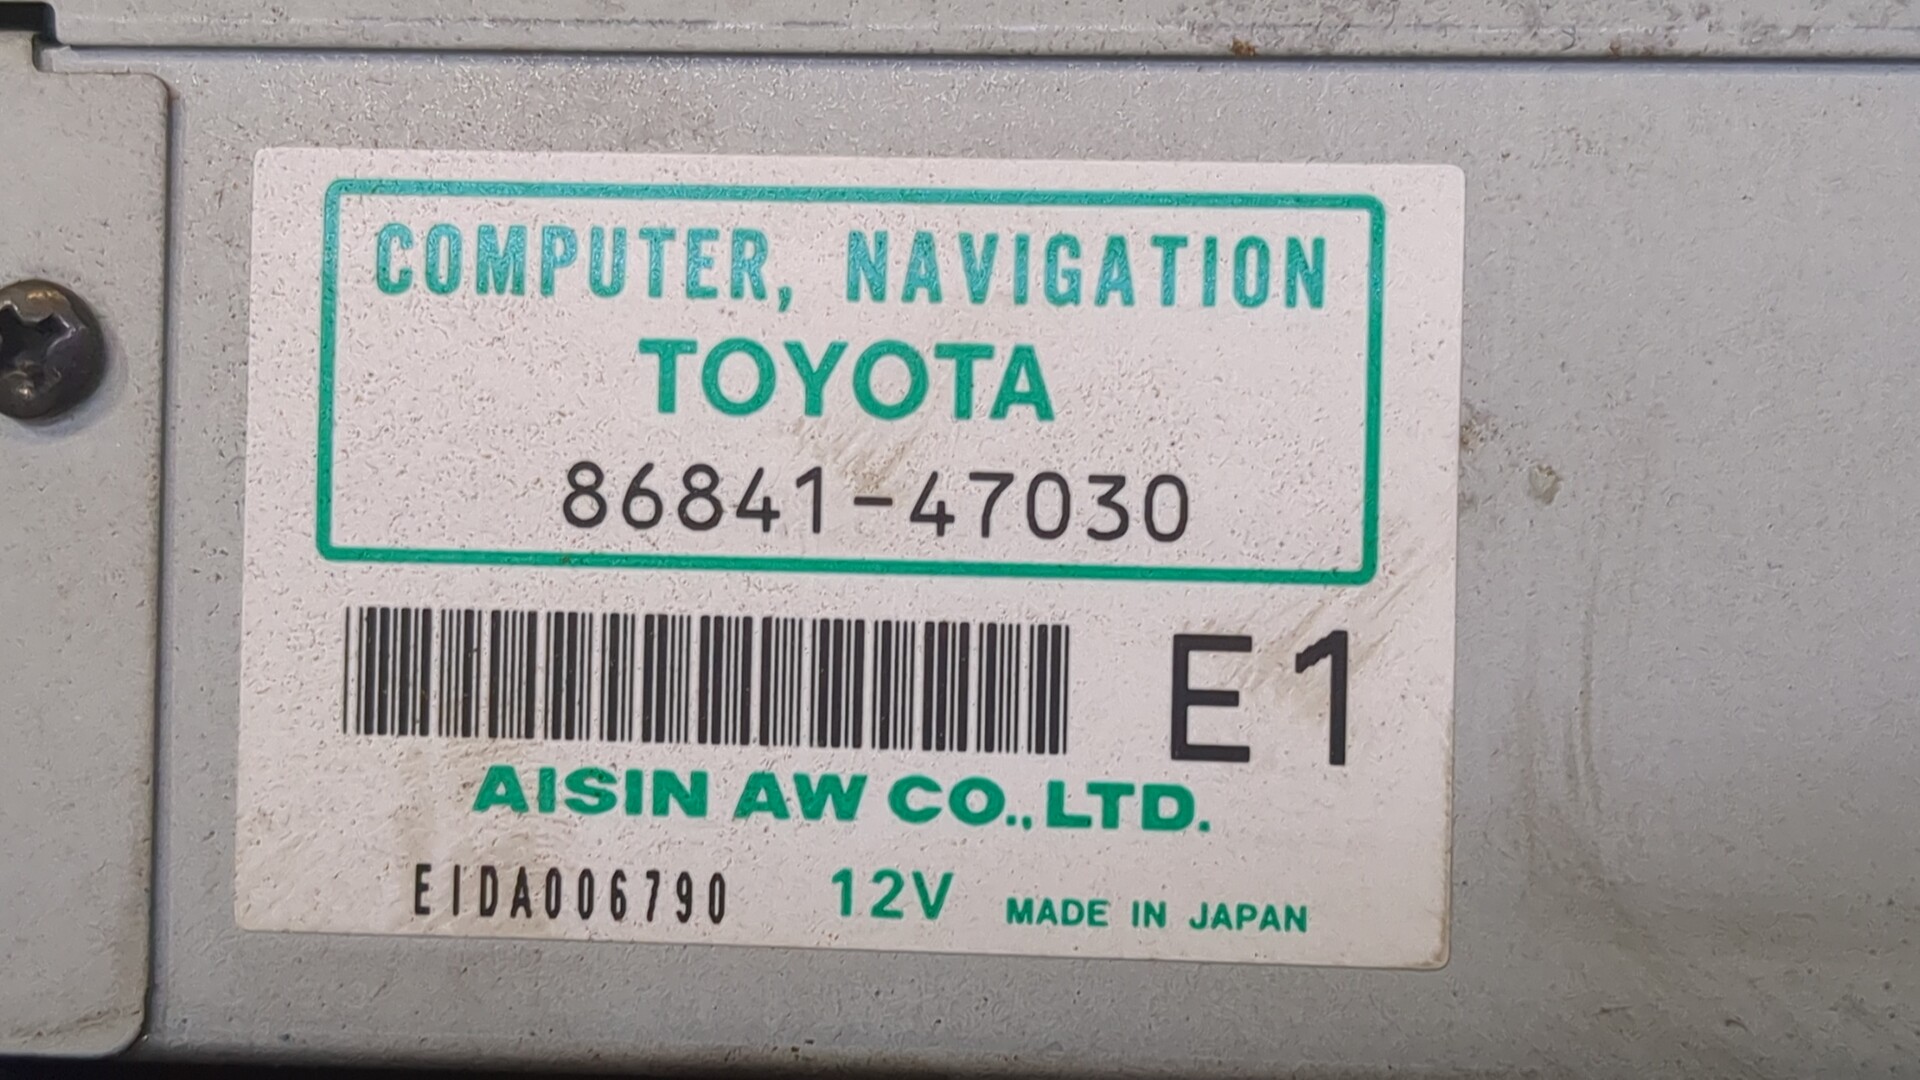 COMPUTER, NAVIGATION
TOYOTA
86841-47030
E1
AISIN AW CO., LTD.
EIDA006790 12V MADE IN JAPAN